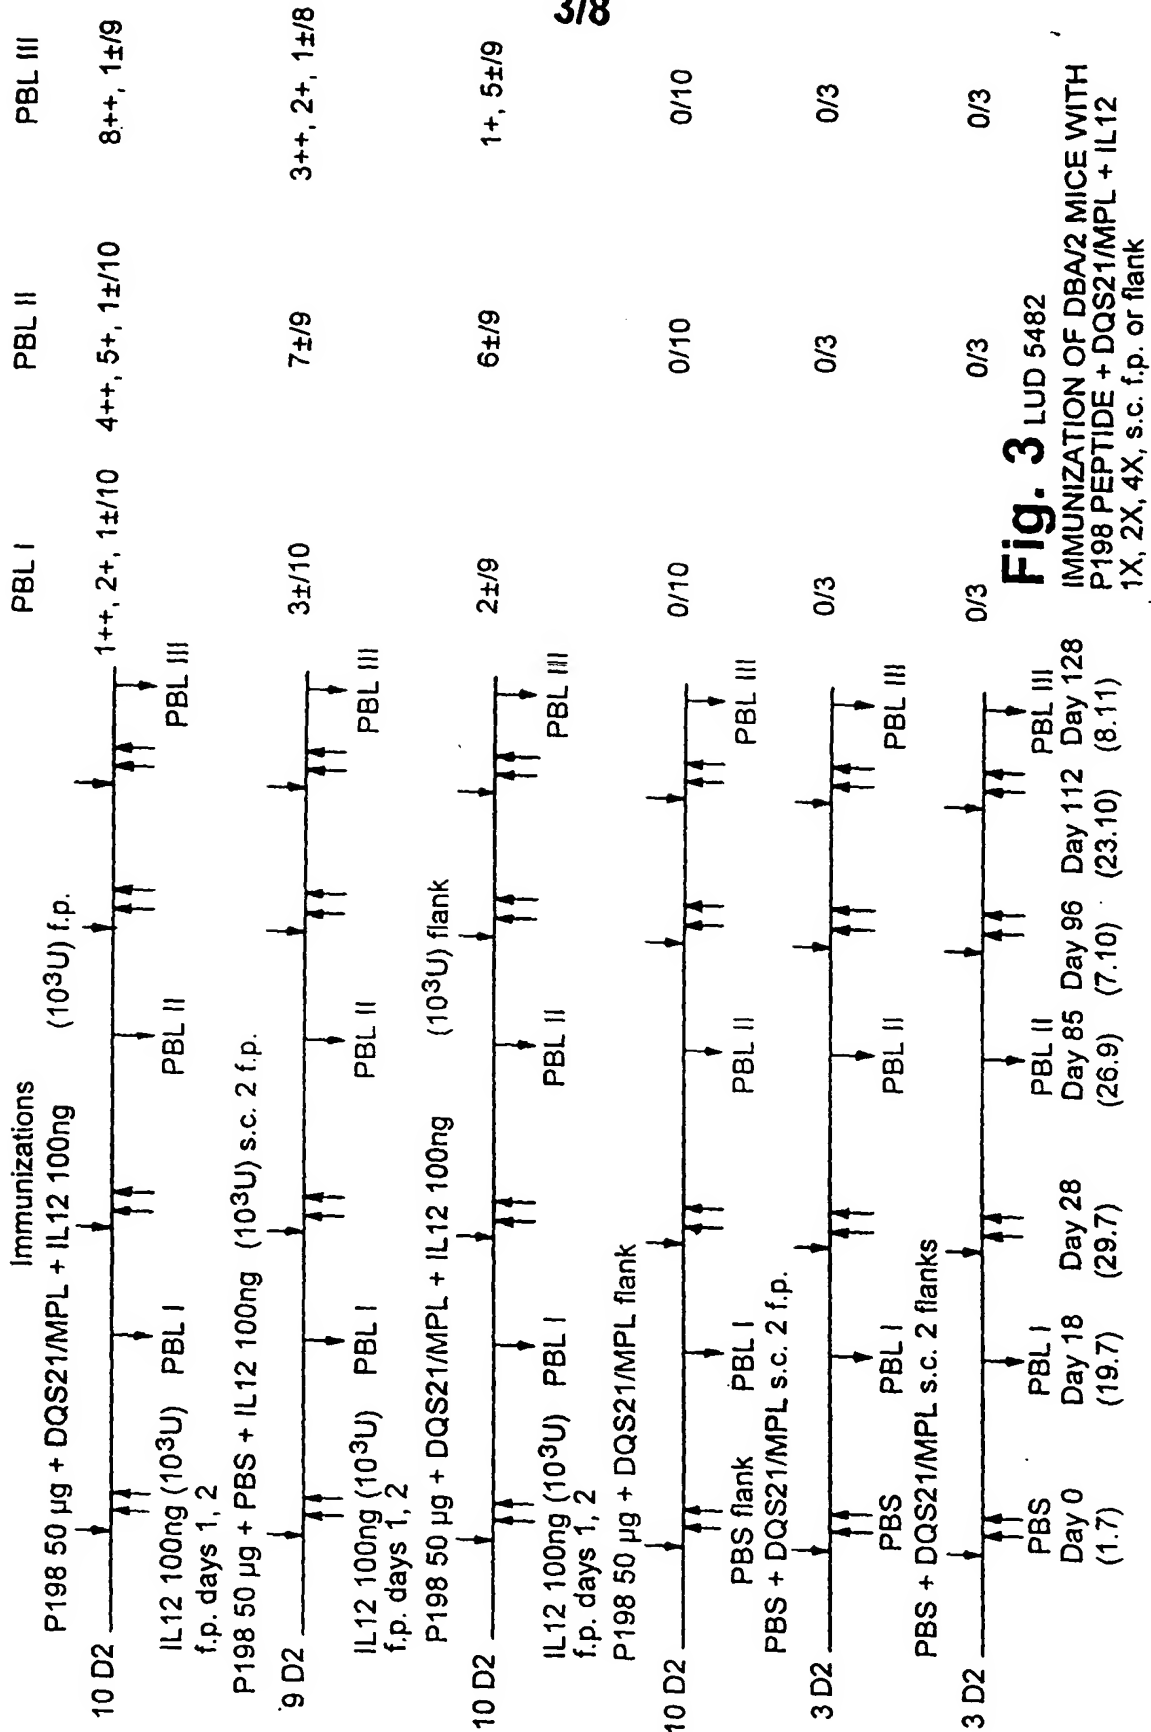 3/8
Immunizations
PBL I
PBL II
PBL III
P198 50 µg + DQS21/MPL + IL12 100ng (10³U) f.p.
10 D2
1++, 2+, 1±/10
4++, 5+, 1±/10
8++, 1±/9
IL12 100ng (10³U)
f.p. days 1, 2
PBL I
PBL II
PBL III
P198 50 µg + PBS + IL12 100ng (10³U) s.c. 2 f.p.
9 D2
3±/10
7±/9
3++, 2+, 1±/8
IL12 100ng (10³U)
f.p. days 1, 2
PBL I
PBL II
PBL III
P198 50 µg + DQS21/MPL + IL12 100ng (10³U) flank
10 D2
2±/9
6±/9
1+, 5±/9
IL12 100ng (10³U)
f.p. days 1, 2
PBL I
PBL II
PBL III
P198 50 µg + DQS21/MPL flank
10 D2
0/10
0/10
0/10
PBS flank
PBL I
PBL II
PBL III
PBS + DQS21/MPL s.c. 2 f.p.
3 D2
0/3
0/3
0/3
PBS
PBL I
PBL II
PBL III
PBS + DQS21/MPL s.c. 2 flanks
3 D2
0/3
0/3
0/3
PBS
PBL I
PBL II
PBL III
Day 0
Day 18
Day 28
Day 85
Day 96
Day 112
Day 128
(1.7)
(19.7)
(29.7)
(26.9)
(7.10)
(23.10)
(8.11)
Fig. 3 LUD 5482
IMMUNIZATION OF DBA/2 MICE WITH
P198 PEPTIDE + DQS21/MPL + IL12
1X, 2X, 4X, s.c. f.p. or flank